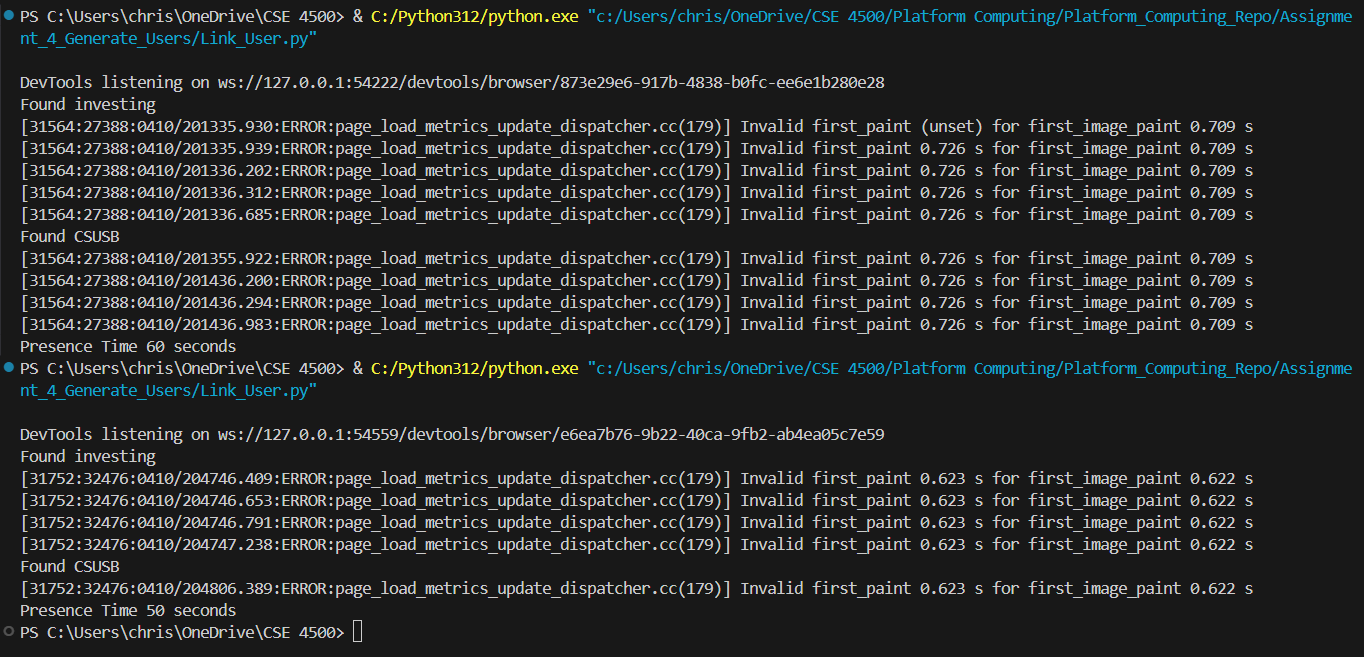 PS C:\Users\chris\OneDrive\CSE 4500> & C:/Python312/python.exe "c:/Users/chris/OneDrive/CSE 4500/Platform Computing/Platform_Computing_Repo/Assignme
nt_4_Generate_Users/Link_User.py"
DevTools listening on ws://127.0.0.1:54222/devtools/browser/873e29e6-917b-4838-b0fc-ee6e1b280e28
Found investing
[31564:27388:0410/201335.930:ERROR:page_load_metrics_update_dispatcher.cc(179)] Invalid first_paint (unset) for first_image_paint 0.709 s
[31564:27388:0410/201335.939:ERROR:page_load_metrics_update_dispatcher.cc(179)] Invalid first_paint 0.726 s for first_image_paint 0.709 s
[31564:27388:0410/201336.202:ERROR:page_load_metrics_update_dispatcher.cc(179)] Invalid first_paint 0.726 s for first_image_paint 0.709 s
[31564:27388:0410/201336.312:ERROR:page_load_metrics_update_dispatcher.cc(179)] Invalid first_paint 0.726 s for first_image_paint 0.709 s
[31564:27388:0410/201336.685:ERROR:page_load_metrics_update_dispatcher.cc(179)] Invalid first_paint 0.726 s for first_image_paint 0.709 s
Found CSUSB
[31564:27388:0410/201355.922:ERROR:page_load_metrics_update_dispatcher.cc(179)] Invalid first_paint 0.726 s for first_image_paint 0.709 s
[31564:27388:0410/201436.200:ERROR:page_load_metrics_update_dispatcher.cc(179)] Invalid first_paint 0.726 s for first_image_paint 0.709 s
[31564:27388:0410/201436.294:ERROR:page_load_metrics_update_dispatcher.cc(179)] Invalid first_paint 0.726 s for first_image_paint 0.709 s
[31564:27388:0410/201436.983:ERROR:page_load_metrics_update_dispatcher.cc(179)] Invalid first_paint 0.726 s for first_image_paint 0.709 s
Presence Time 60 seconds
PS C:\Users\chris\OneDrive\CSE 4500> & C:/Python312/python.exe "c:/Users/chris/OneDrive/CSE 4500/Platform Computing/Platform_Computing_Repo/Assignme
nt_4_Generate_Users/Link_User.py"
DevTools listening on ws://127.0.0.1:54559/devtools/browser/e6ea7b76-9b22-40ca-9fb2-ab4ea05c7e59
Found investing
[31752:32476:0410/204746.409:ERROR:page_load_metrics_update_dispatcher.cc(179)] Invalid first_paint 0.623 s for first_image_paint 0.622 s
[31752:32476:0410/204746.653:ERROR:page_load_metrics_update_dispatcher.cc(179)] Invalid first_paint 0.623 s for first_image_paint 0.622 s
[31752:32476:0410/204746.791:ERROR:page_load_metrics_update_dispatcher.cc(179)] Invalid first_paint 0.623 s for first_image_paint 0.622 s
[31752:32476:0410/204747.238:ERROR:page_load_metrics_update_dispatcher.cc(179)] Invalid first_paint 0.623 s for first_image_paint 0.622 s
Found CSUSB
[31752:32476:0410/204806.389:ERROR:page_load_metrics_update_dispatcher.cc(179)] Invalid first_paint 0.623 s for first_image_paint 0.622 s
Presence Time 50 seconds
PS C:\Users\chris\OneDrive\CSE 4500>